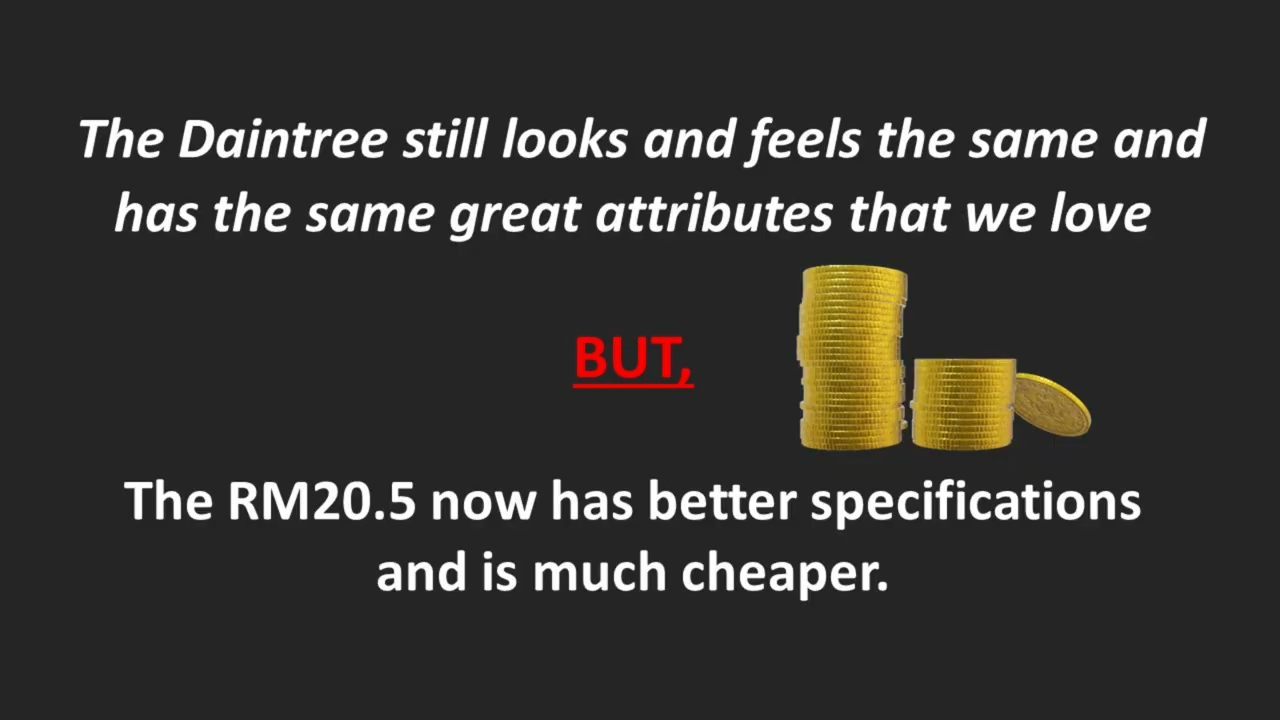 The Daintree still looks and feels the same and
has the same great attributes that we love
BUT,
The RM20.5 now has better specifications
and is much cheaper.